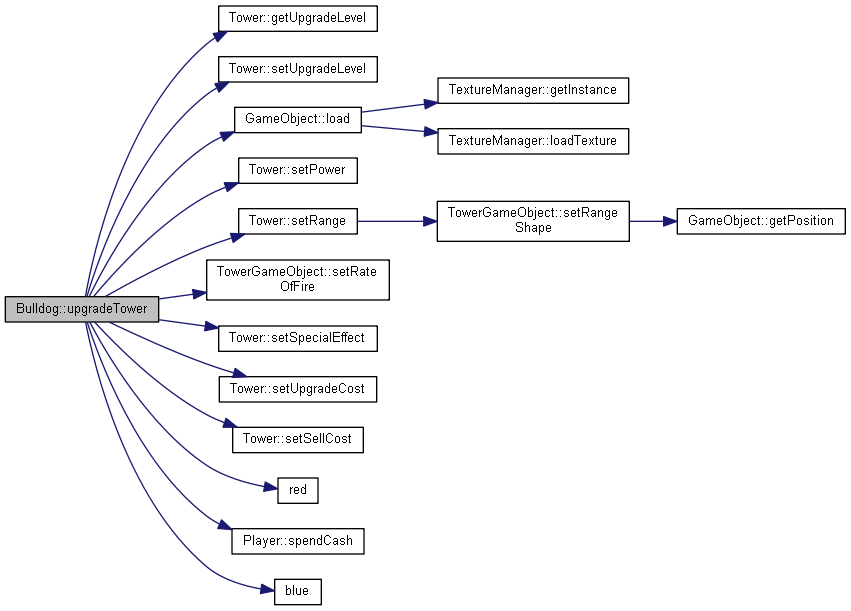 Tower::getUpgradeLevel
Tower::setUpgradeLevel
TextureManager::getInstance
GameObject::load
TextureManager::loadTexture
Tower::setPower
Tower::setRange
TowerGameObject::setRange
Shape
GameObject::getPosition
TowerGameObject::setRate
OfFire
Bulldog::upgradeTower
Tower::setSpecialEffect
Tower::setUpgradeCost
Tower::setSellCost
red
Player::spendCash
blue